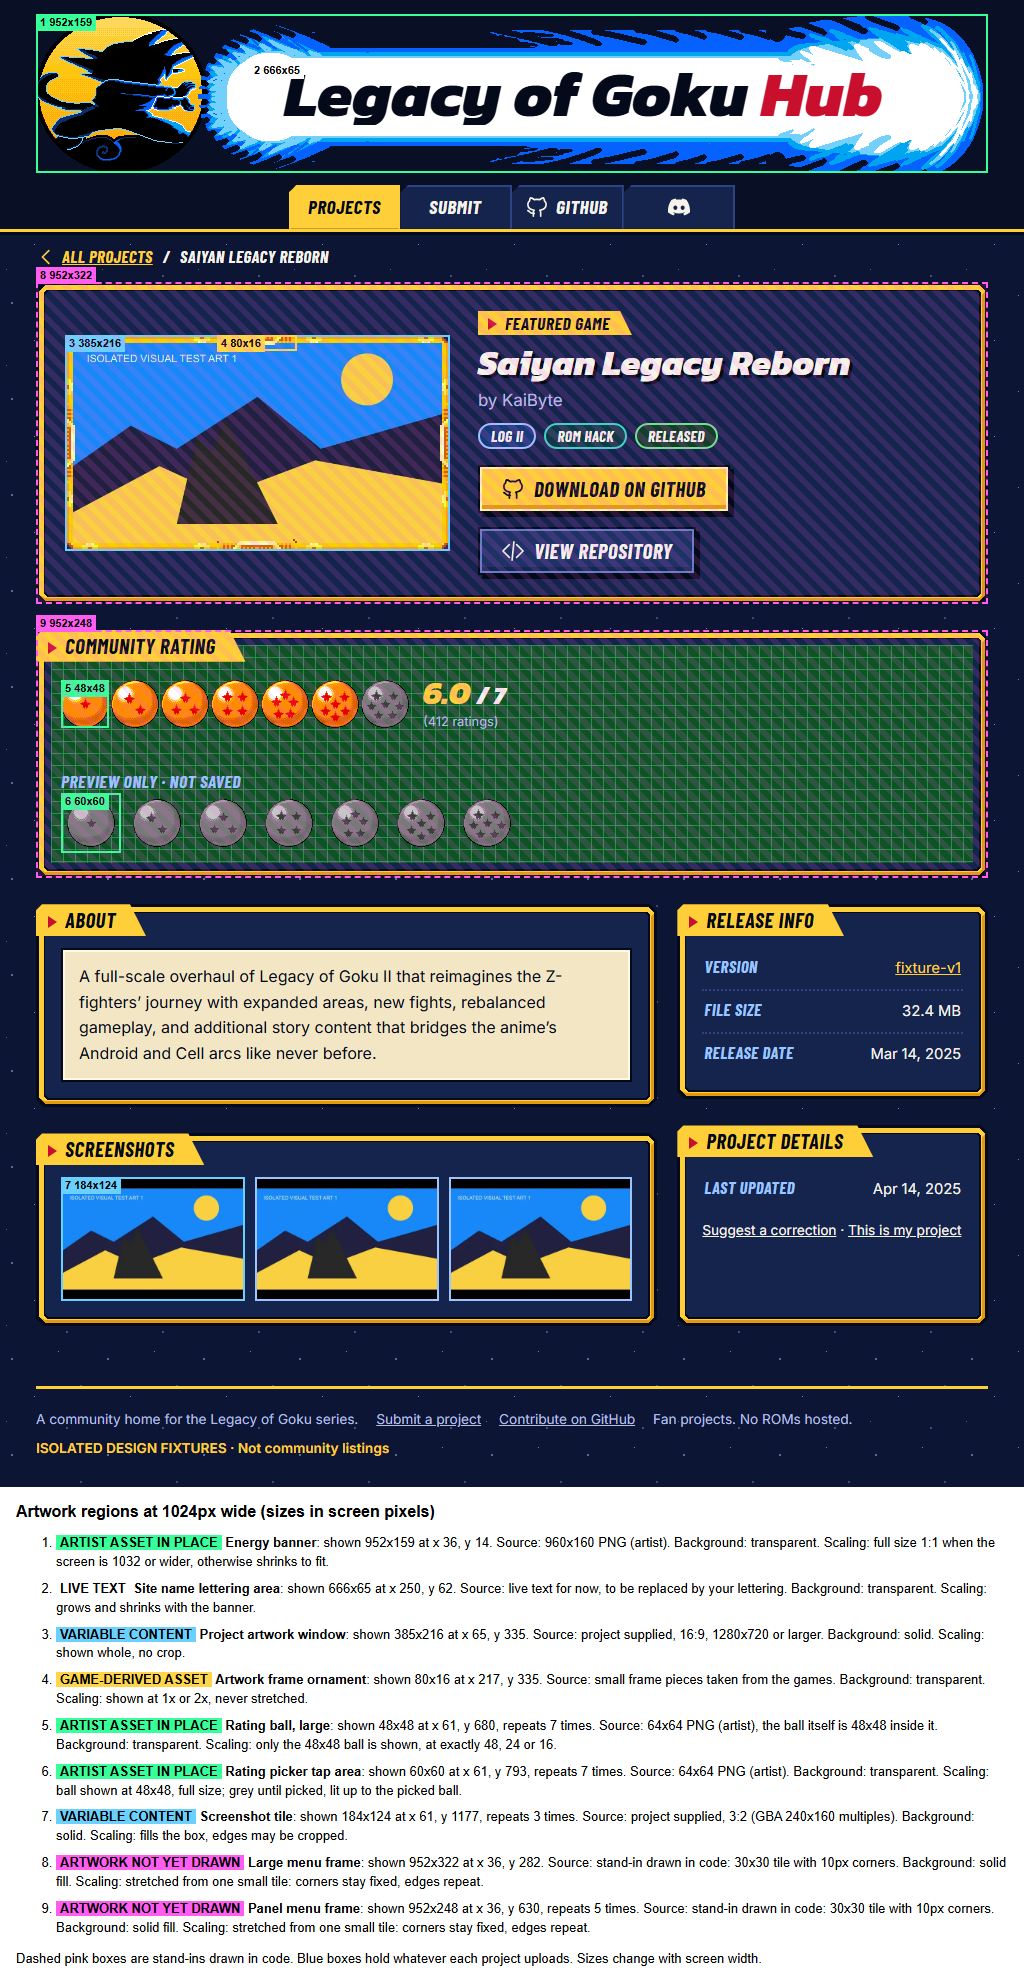 1 952x159
2 666x65
Legacy of Goku Hub
PROJECTS
SUBMIT
GITHUB
ALL PROJECTS / SAIYAN LEGACY REBORN
8 952x322
3 385x216
4 80x16
ISOLATED VISUAL TEST ART 1
FEATURED GAME
Saiyan Legacy Reborn
by KaiByte
LOG II
ROM HACK
RELEASED
DOWNLOAD ON GITHUB
VIEW REPOSITORY
9 952x248
COMMUNITY RATING
5 48x48
6.0 / 7
(412 ratings)
PREVIEW ONLY · NOT SAVED
6 60x60
ABOUT
A full-scale overhaul of Legacy of Goku II that reimagines the Z-
fighters’ journey with expanded areas, new fights, rebalanced
gameplay, and additional story content that bridges the anime’s
Android and Cell arcs like never before.
RELEASE INFO
VERSION fixture-v1
FILE SIZE 32.4 MB
RELEASE DATE Mar 14, 2025
SCREENSHOTS
7 184x124
ISOLATED VISUAL TEST ART 1
ISOLATED VISUAL TEST ART 1
ISOLATED VISUAL TEST ART 1
PROJECT DETAILS
LAST UPDATED Apr 14, 2025
Suggest a correction · This is my project
A community home for the Legacy of Goku series. Submit a project Contribute on GitHub Fan projects. No ROMs hosted.
ISOLATED DESIGN FIXTURES · Not community listings
Artwork regions at 1024px wide (sizes in screen pixels)
1. ARTIST ASSET IN PLACE Energy banner: shown 952x159 at x 36, y 14. Source: 960x160 PNG (artist). Background: transparent. Scaling: full size 1:1 when the
screen is 1032 or wider, otherwise shrinks to fit.
2. LIVE TEXT Site name lettering area: shown 666x65 at x 250, y 62. Source: live text for now, to be replaced by your lettering. Background: transparent. Scaling:
grows and shrinks with the banner.
3. VARIABLE CONTENT Project artwork window: shown 385x216 at x 65, y 335. Source: project supplied, 16:9, 1280x720 or larger. Background: solid. Scaling:
shown whole, no crop.
4. GAME-DERIVED ASSET Artwork frame ornament: shown 80x16 at x 217, y 335. Source: small frame pieces taken from the games. Background: transparent.
Scaling: shown at 1x or 2x, never stretched.
5. ARTIST ASSET IN PLACE Rating ball, large: shown 48x48 at x 61, y 680, repeats 7 times. Source: 64x64 PNG (artist), the ball itself is 48x48 inside it.
Background: transparent. Scaling: only the 48x48 ball is shown, at exactly 48, 24 or 16.
6. ARTIST ASSET IN PLACE Rating picker tap area: shown 60x60 at x 61, y 793, repeats 7 times. Source: 64x64 PNG (artist). Background: transparent. Scaling:
ball shown at 48x48, full size; grey until picked, lit up to the picked ball.
7. VARIABLE CONTENT Screenshot tile: shown 184x124 at x 61, y 1177, repeats 3 times. Source: project supplied, 3:2 (GBA 240x160 multiples). Background:
solid. Scaling: fills the box, edges may be cropped.
8. ARTWORK NOT YET DRAWN Large menu frame: shown 952x322 at x 36, y 282. Source: stand-in drawn in code: 30x30 tile with 10px corners. Background: solid
fill. Scaling: stretched from one small tile: corners stay fixed, edges repeat.
9. ARTWORK NOT YET DRAWN Panel menu frame: shown 952x248 at x 36, y 630, repeats 5 times. Source: stand-in drawn in code: 30x30 tile with 10px corners.
Background: solid fill. Scaling: stretched from one small tile: corners stay fixed, edges repeat.
Dashed pink boxes are stand-ins drawn in code. Blue boxes hold whatever each project uploads. Sizes change with screen width.